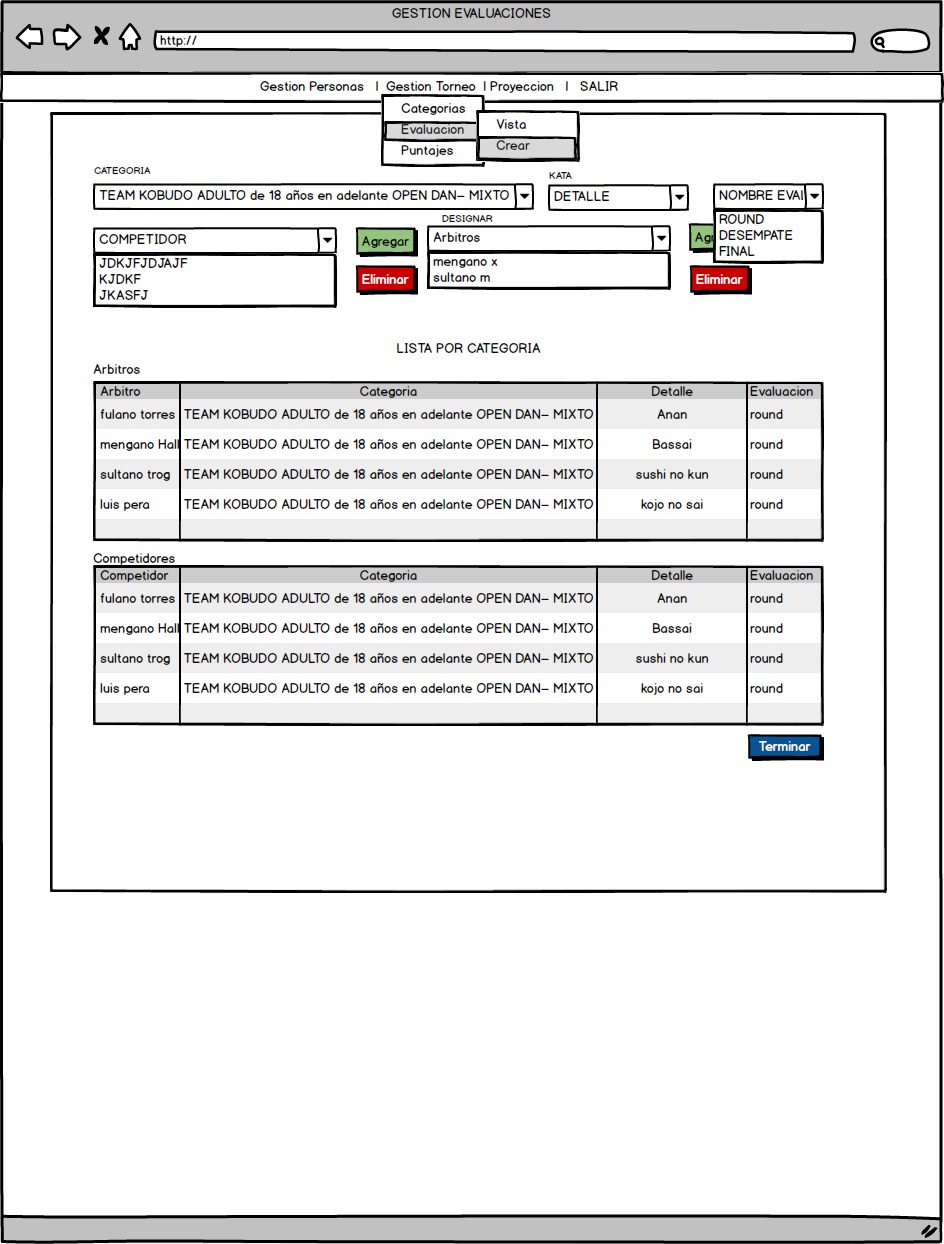 GESTION EVALUACIONES
http://
Gestion Personas | Gestion Torneo | Proyeccion | SALIR
Categorias
Evaluacion
Puntajes
Vista
Crear
CATEGORIA
KATA
TEAM KOBUDO ADULTO de 18 años en adelante OPEN DAN– MIXTO
DETALLE
NOMBRE EVAI
ROUND
DESEMPATE
FINAL
DESIGNAR
COMPETIDOR
JDKJFJDJAJF
KJDKF
JKASFJ
Agregar
Eliminar
Arbitros
mengano x
sultano m
Agr
Eliminar
LISTA POR CATEGORIA
Arbitros
Arbitro Categoria Detalle Evaluacion
fulano torres TEAM KOBUDO ADULTO de 18 años en adelante OPEN DAN– MIXTO Anan round
mengano Hall TEAM KOBUDO ADULTO de 18 años en adelante OPEN DAN– MIXTO Bassai round
sultano trog TEAM KOBUDO ADULTO de 18 años en adelante OPEN DAN– MIXTO sushi no kun round
luis pera TEAM KOBUDO ADULTO de 18 años en adelante OPEN DAN– MIXTO kojo no sai round
Competidores
Competidor Categoria Detalle Evaluacion
fulano torres TEAM KOBUDO ADULTO de 18 años en adelante OPEN DAN– MIXTO Anan round
mengano Hall TEAM KOBUDO ADULTO de 18 años en adelante OPEN DAN– MIXTO Bassai round
sultano trog TEAM KOBUDO ADULTO de 18 años en adelante OPEN DAN– MIXTO sushi no kun round
luis pera TEAM KOBUDO ADULTO de 18 años en adelante OPEN DAN– MIXTO kojo no sai round
Terminar